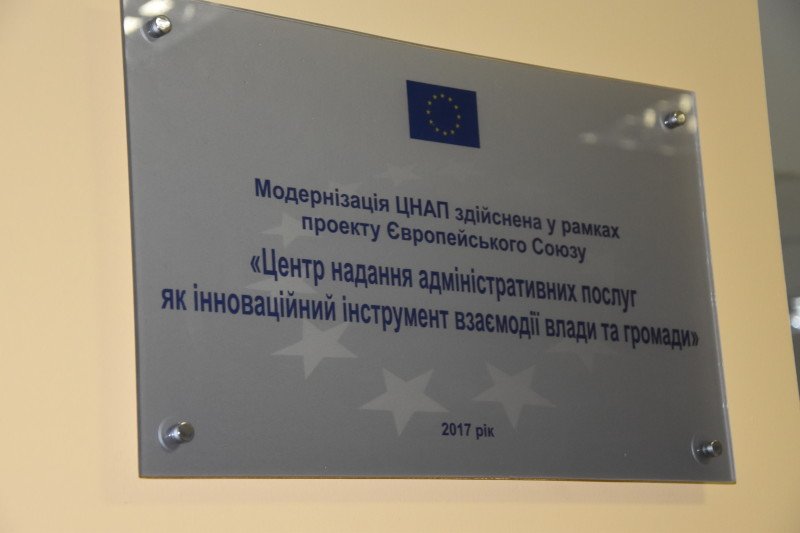 Модернізація ЦНАП здійснена у рамках
проекту Європейського Союзу
«Центр надання адміністративних послуг
як інноваційний інструмент взаємодії влади та громади»
2017 рік